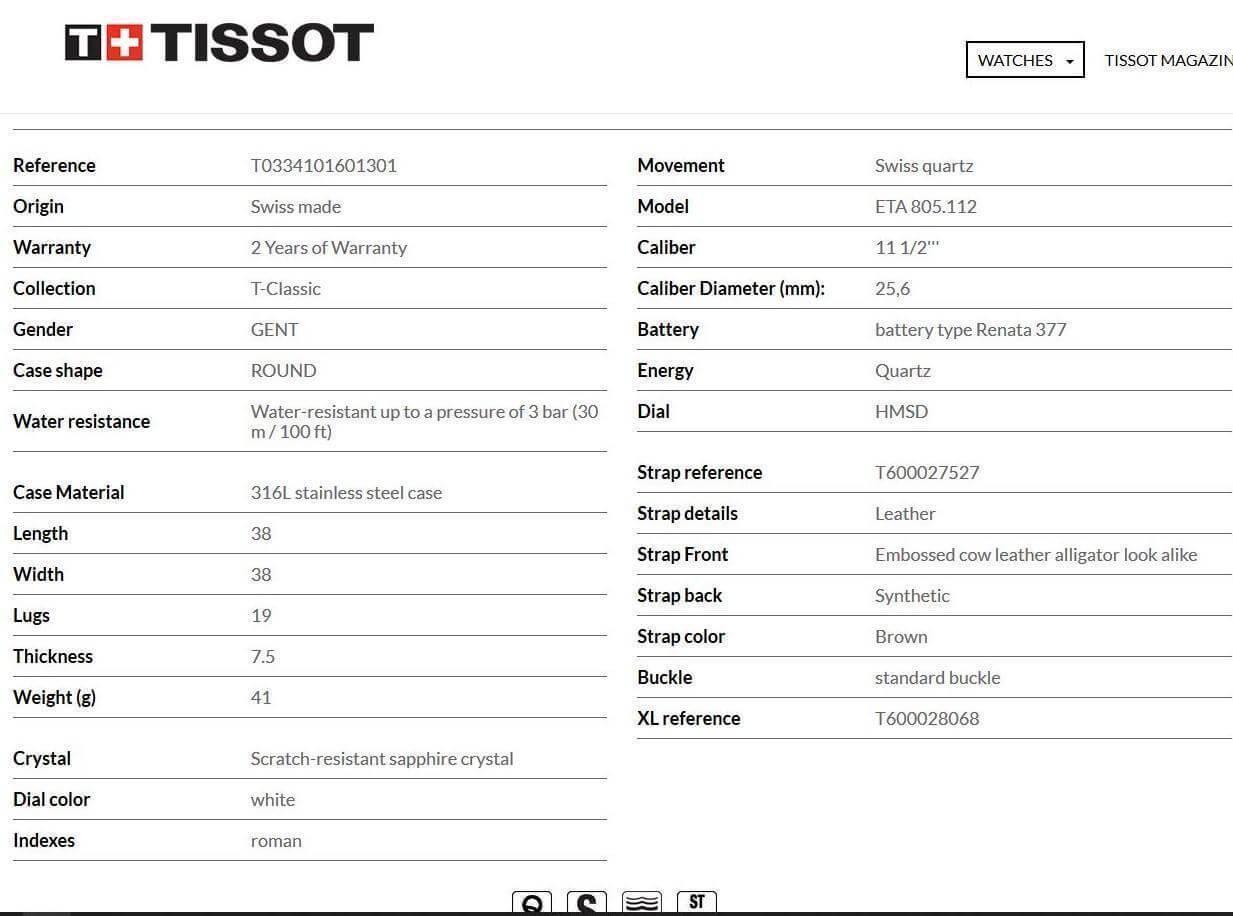 T+ TISSOT
WATCHES
TISSOT MAGAZIN
Reference T0334101601301
Origin Swiss made
Warranty 2 Years of Warranty
Collection T-Classic
Gender GENT
Case shape ROUND
Water resistance Water-resistant up to a pressure of 3 bar (30
m / 100 ft)
Case Material 316L stainless steel case
Length 38
Width 38
Lugs 19
Thickness 7.5
Weight (g) 41
Crystal Scratch-resistant sapphire crystal
Dial color white
Indexes roman
Movement Swiss quartz
Model ETA 805.112
Caliber 11 1/2'''
Caliber Diameter (mm): 25,6
Battery battery type Renata 377
Energy Quartz
Dial HMSD
Strap reference T600027527
Strap details Leather
Strap Front Embossed cow leather alligator look alike
Strap back Synthetic
Strap color Brown
Buckle standard buckle
XL reference T600028068
Q S ST